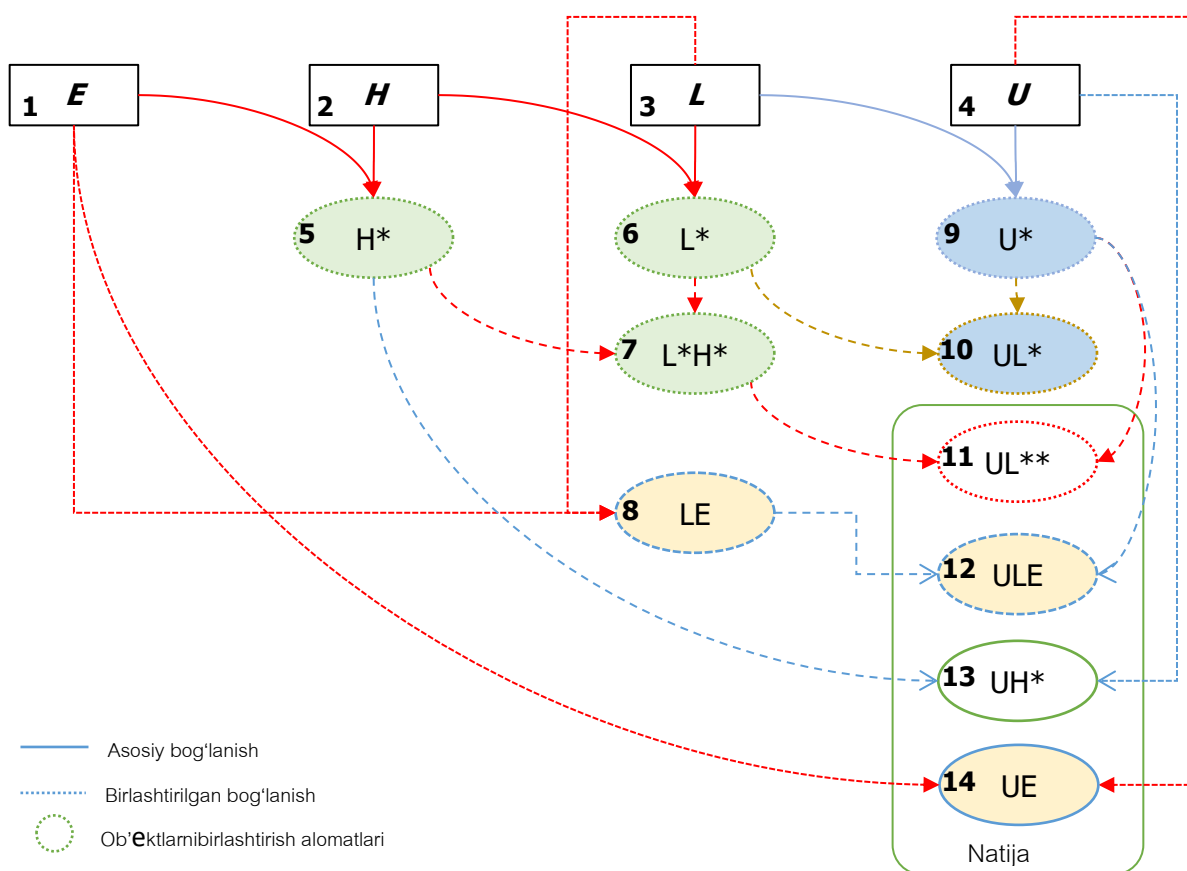 1 E
2 H
3 L
4 U
5 H*
6 L*
9 U*
7 L*H*
10 UL*
11 UL**
8 LE
12 ULE
13 UH*
14 UE
Natija
Asosiy bog‘lanish
Birlashtirilgan bog‘lanish
Ob’ektlarnibirlashtirish alomatlari